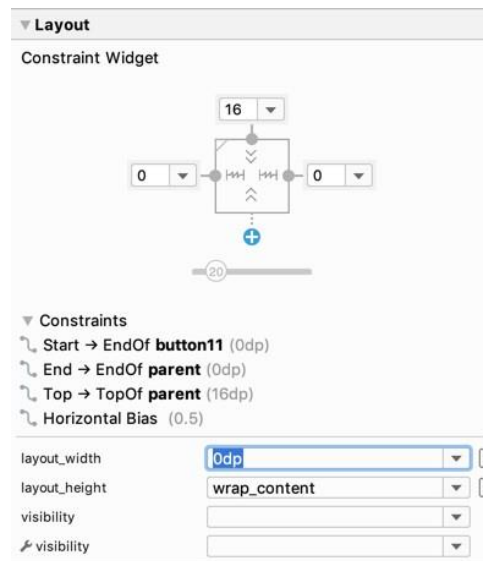 Layout
Constraint Widget
16
0
0
20
Constraints
Start → EndOf button11 (0dp)
End → EndOf parent (0dp)
Top → TopOf parent (16dp)
Horizontal Bias (0.5)
layout_width 0dp
layout_height wrap_content
visibility
visibility